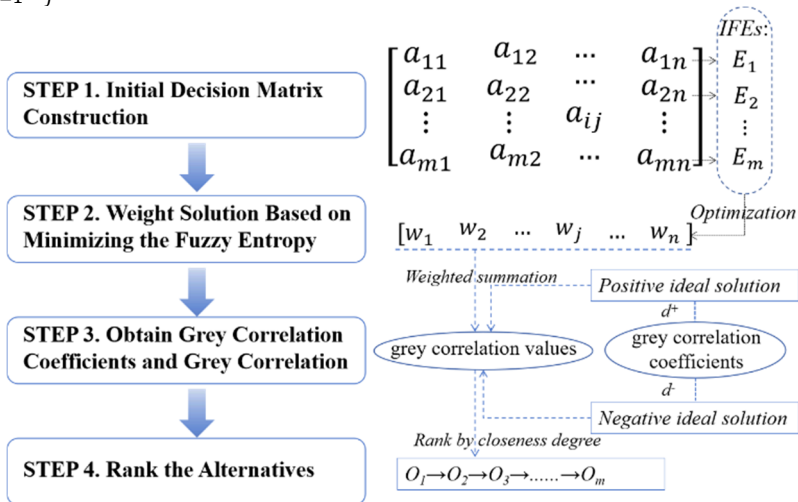 IFEs:
a11 a12 ... a1n E1
a21 a22 ... a2n E2
⋮ ⋮ aij ⋮ ⋮
am1 am2 ... amn Em
STEP 1. Initial Decision Matrix
Construction
Optimization
STEP 2. Weight Solution Based on
Minimizing the Fuzzy Entropy
[w1 w2 ... wj ... wn]
Weighted summation
Positive ideal solution
d+
STEP 3. Obtain Grey Correlation
Coefficients and Grey Correlation
grey correlation values
grey correlation
coefficients
d-
Negative ideal solution
Rank by closeness degree
STEP 4. Rank the Alternatives
O1→O2→O3→......→Om